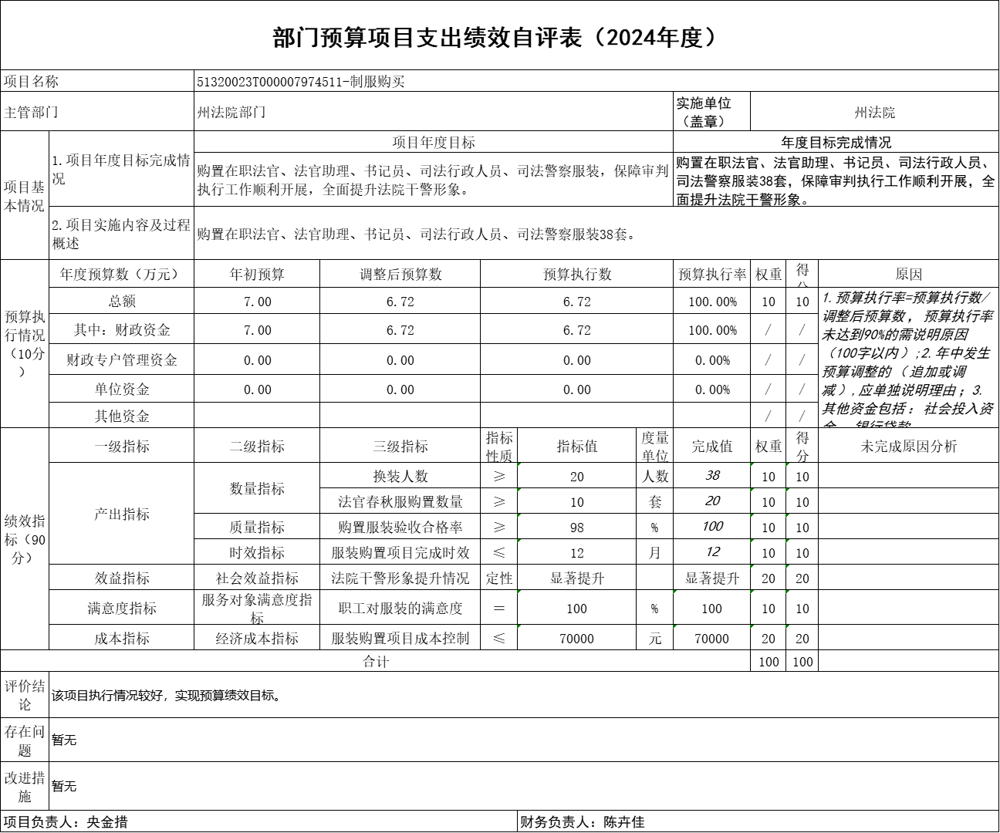 部门预算项目支出绩效自评表（2024年度）
项目名称 51320023T000007974511-制服购买
主管部门 州法院部门 实施单位（盖章） 州法院
项目基本情况 1.项目年度目标完成情况 项目年度目标 年度目标完成情况
购置在职法官、法官助理、书记员、司法行政人员、司法警察服装，保障审判执行工作顺利开展，全面提升法院干警形象。
购置在职法官、法官助理、书记员、司法行政人员、司法警察服装38套，保障审判执行工作顺利开展，全面提升法院干警形象。
2.项目实施内容及过程概述 购置在职法官、法官助理、书记员、司法行政人员、司法警察服装38套。
预算执行情况（10分） 年度预算数（万元） 年初预算 调整后预算数 预算执行数 预算执行率 权重 得分 原因
总额 7.00 6.72 6.72 100.00% 10 10
其中：财政资金 7.00 6.72 6.72 100.00% / /
财政专户管理资金 0.00 0.00 0.00 0.00% / /
单位资金 0.00 0.00 0.00 0.00% / /
其他资金 / /
1.预算执行率=预算执行数/
调整后预算数，预算执行率
未达到90%的需说明原因
（100字以内）;2.年中发生
预算调整的（追加或调
减）,应单独说明理由；3.
其他资金包括：社会投入资
金、银行贷款
绩效指标（90分） 一级指标 二级指标 三级指标 指标性质 指标值 度量单位 完成值 权重 得分 未完成原因分析
产出指标 数量指标 换装人数 ≥ 20 人数 38 10 10
法官春秋服购置数量 ≥ 10 套 20 10 10
质量指标 购置服装验收合格率 ≥ 98 % 100 10 10
时效指标 服装购置项目完成时效 ≤ 12 月 12 10 10
效益指标 社会效益指标 法院干警形象提升情况 定性 显著提升 显著提升 20 20
满意度指标 服务对象满意度指标 职工对服装的满意度 ＝ 100 % 100 10 10
成本指标 经济成本指标 服装购置项目成本控制 ≤ 70000 元 70000 20 20
合计 100 100
评价结论 该项目执行情况较好，实现预算绩效目标。
存在问题 暂无
改进措施 暂无
项目负责人：央金措 财务负责人：陈卉佳